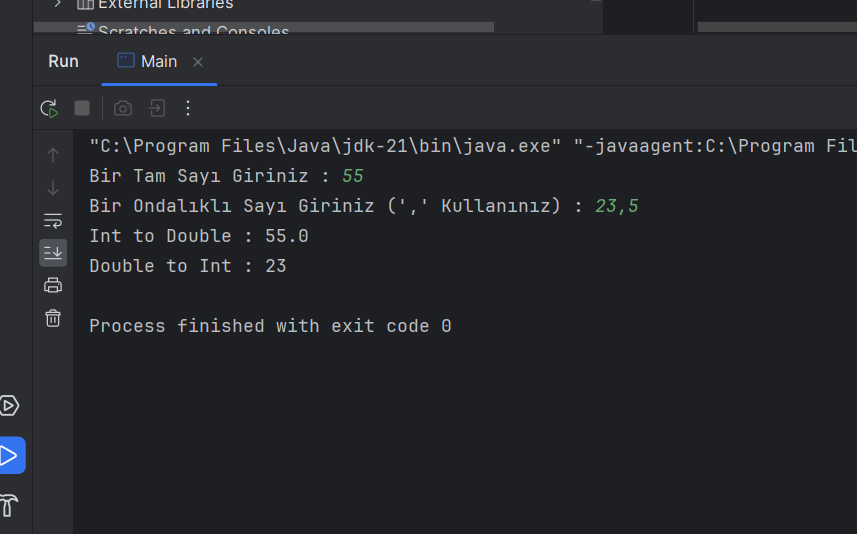 External Libraries
Scratches and Consoles
Run Main
"C:\Program Files\Java\jdk-21\bin\java.exe" "-javaagent:C:\Program Fil
Bir Tam Sayı Giriniz : 55
Bir Ondalıklı Sayı Giriniz (',' Kullanınız) : 23,5
Int to Double : 55.0
Double to Int : 23
Process finished with exit code 0